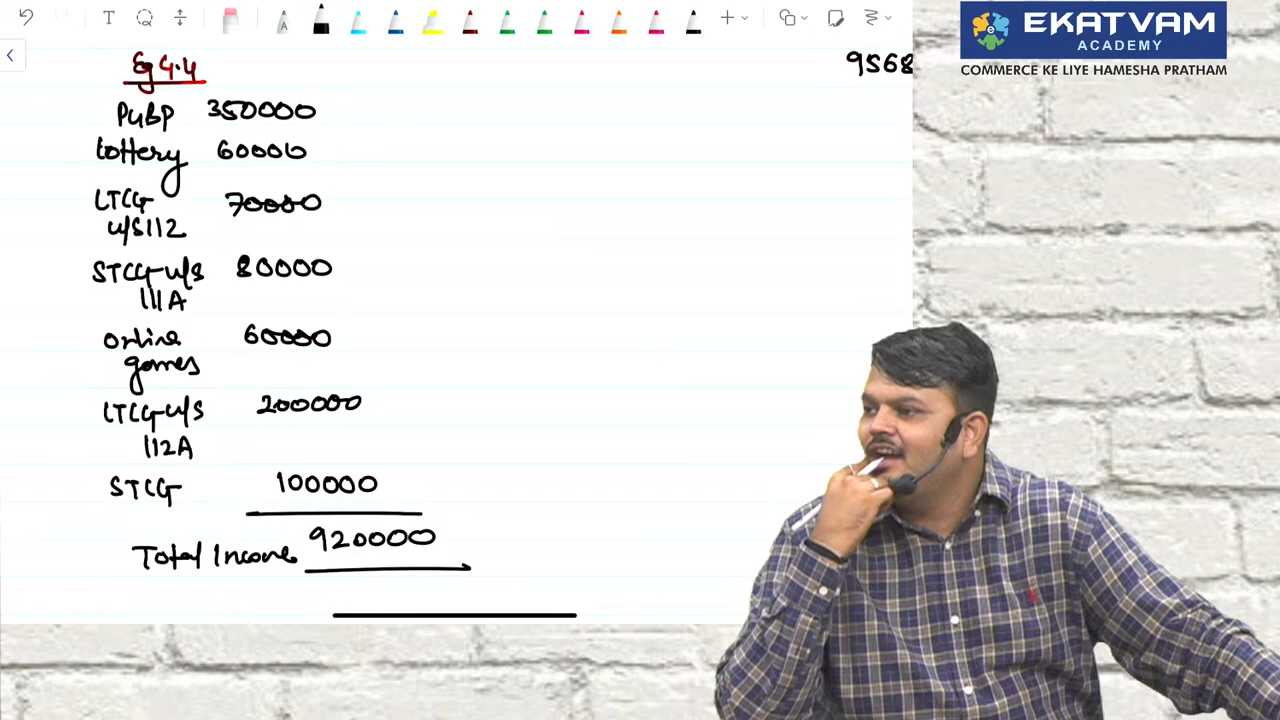 EKATVAM
ACADEMY
COMMERCE KE LIYE HAMESHA PRATHAM
Eg 4.4
9568
PGBP 350000
Lottery 60000
LTCG 70000
u/s 112
STCG u/s 80000
111A
online 60000
games
LTCG u/s 200000
112A
STCG 100000
Total Income 920000